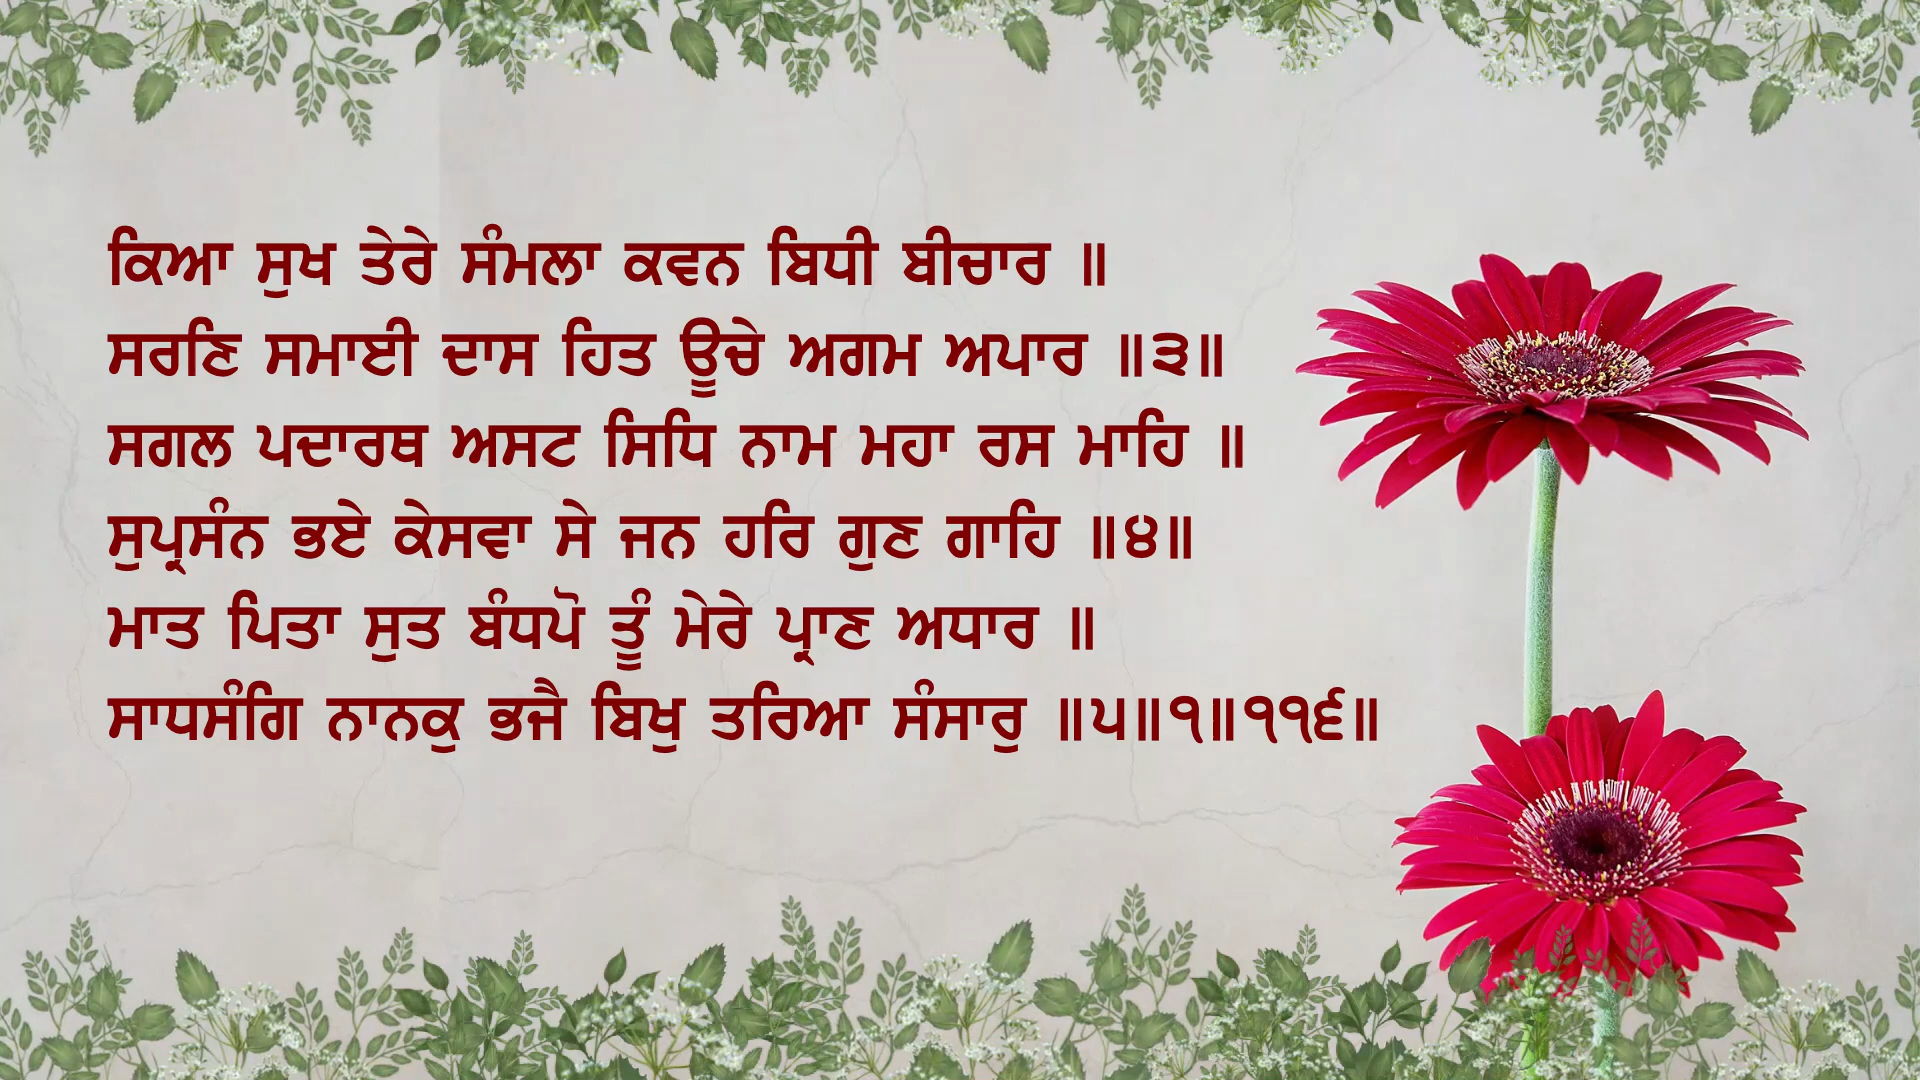 ਕਿਆ ਸੁਖ ਤੇਰੇ ਸੰਮਲਾ ਕਵਨ ਬਿਧੀ ਬੀਚਾਰ ॥
ਸਰਣਿ ਸਮਾਈ ਦਾਸ ਹਿਤ ਊਚੇ ਅਗਮ ਅਪਾਰ ॥੩॥
ਸਗਲ ਪਦਾਰਥ ਅਸਟ ਸਿਧਿ ਨਾਮ ਮਹਾ ਰਸ ਮਾਹਿ ॥
ਸੁਪ੍ਰਸੰਨ ਭਏ ਕੇਸਵਾ ਸੇ ਜਨ ਹਰਿ ਗੁਣ ਗਾਹਿ ॥੪॥
ਮਾਤ ਪਿਤਾ ਸੁਤ ਬੰਧਪੋ ਤੂੰ ਮੇਰੇ ਪ੍ਰਾਣ ਅਧਾਰ ॥
ਸਾਧਸੰਗਿ ਨਾਨਕੁ ਭਜੈ ਬਿਖੁ ਤਰਿਆ ਸੰਸਾਰੁ ॥੫॥੧॥੧੧੬॥